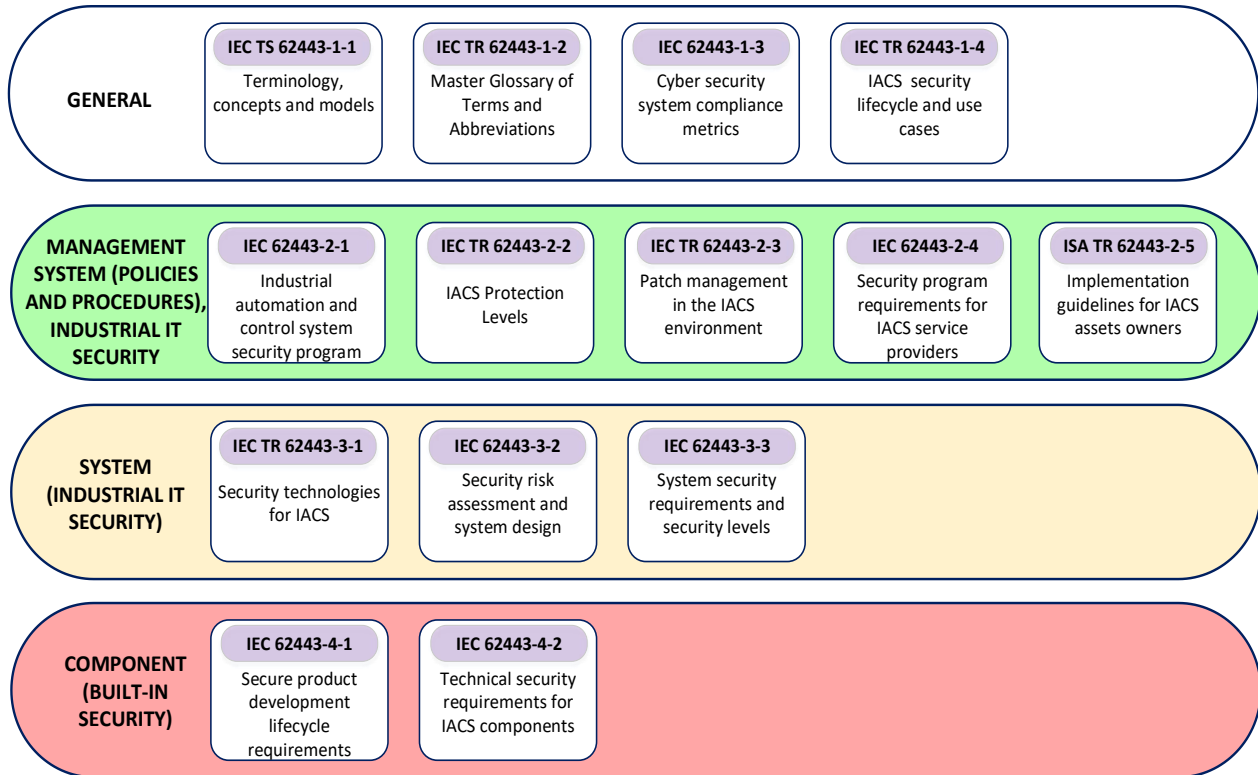 GENERAL
IEC TS 62443-1-1
Terminology,
concepts and models
IEC TR 62443-1-2
Master Glossary of
Terms and
Abbreviations
IEC 62443-1-3
Cyber security
system compliance
metrics
IEC TR 62443-1-4
IACS security
lifecycle and use
cases
MANAGEMENT
SYSTEM (POLICIES
AND PROCEDURES),
INDUSTRIAL IT
SECURITY
IEC 62443-2-1
Industrial
automation and
control system
security program
IEC TR 62443-2-2
IACS Protection
Levels
IEC TR 62443-2-3
Patch management
in the IACS
environment
IEC 62443-2-4
Security program
requirements for
IACS service
providers
ISA TR 62443-2-5
Implementation
guidelines for IACS
assets owners
SYSTEM
(INDUSTRIAL IT
SECURITY)
IEC TR 62443-3-1
Security technologies
for IACS
IEC 62443-3-2
Security risk
assessment and
system design
IEC 62443-3-3
System security
requirements and
security levels
COMPONENT
(BUILT-IN
SECURITY)
IEC 62443-4-1
Secure product
development
lifecycle
requirements
IEC 62443-4-2
Technical security
requirements for
IACS components